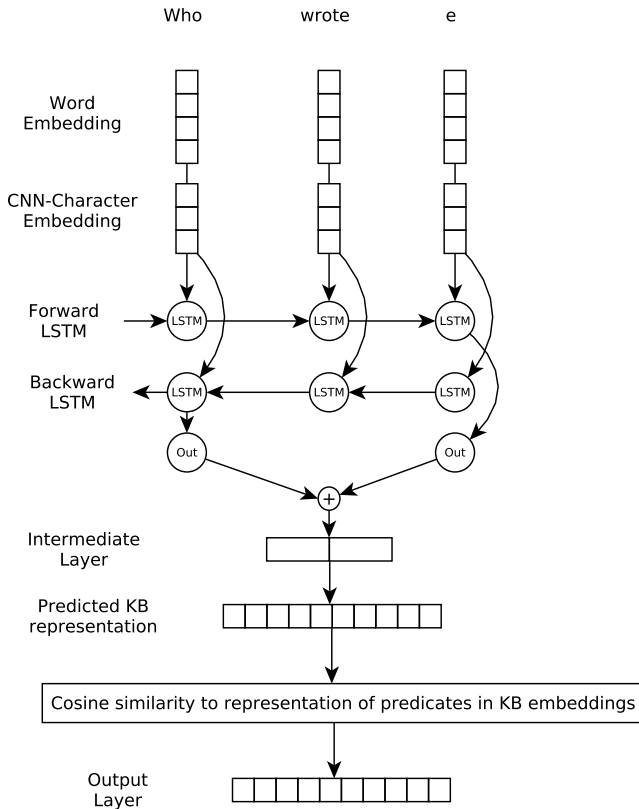 Who wrote e
Word
Embedding
CNN-Character
Embedding
Forward
LSTM
LSTM LSTM LSTM
Backward
LSTM
LSTM LSTM LSTM
Out Out
+
Intermediate
Layer
Predicted KB
representation
Cosine similarity to representation of predicates in KB embeddings
Output
Layer